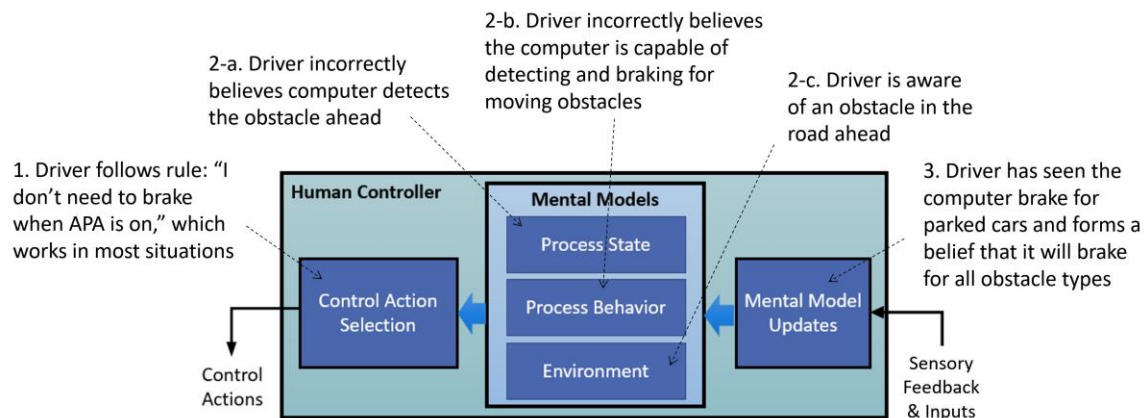 2-b. Driver incorrectly believes
the computer is capable of
detecting and braking for
moving obstacles
2-a. Driver incorrectly
believes computer detects
the obstacle ahead
2-c. Driver is aware
of an obstacle in the
road ahead
1. Driver follows rule: “I
don’t need to brake
when APA is on,” which
works in most situations
3. Driver has seen the
computer brake for
parked cars and forms a
belief that it will brake
for all obstacle types
Human Controller
Mental Models
Process State
Process Behavior
Environment
Control Action
Selection
Mental Model
Updates
Control
Actions
Sensory
Feedback
& Inputs